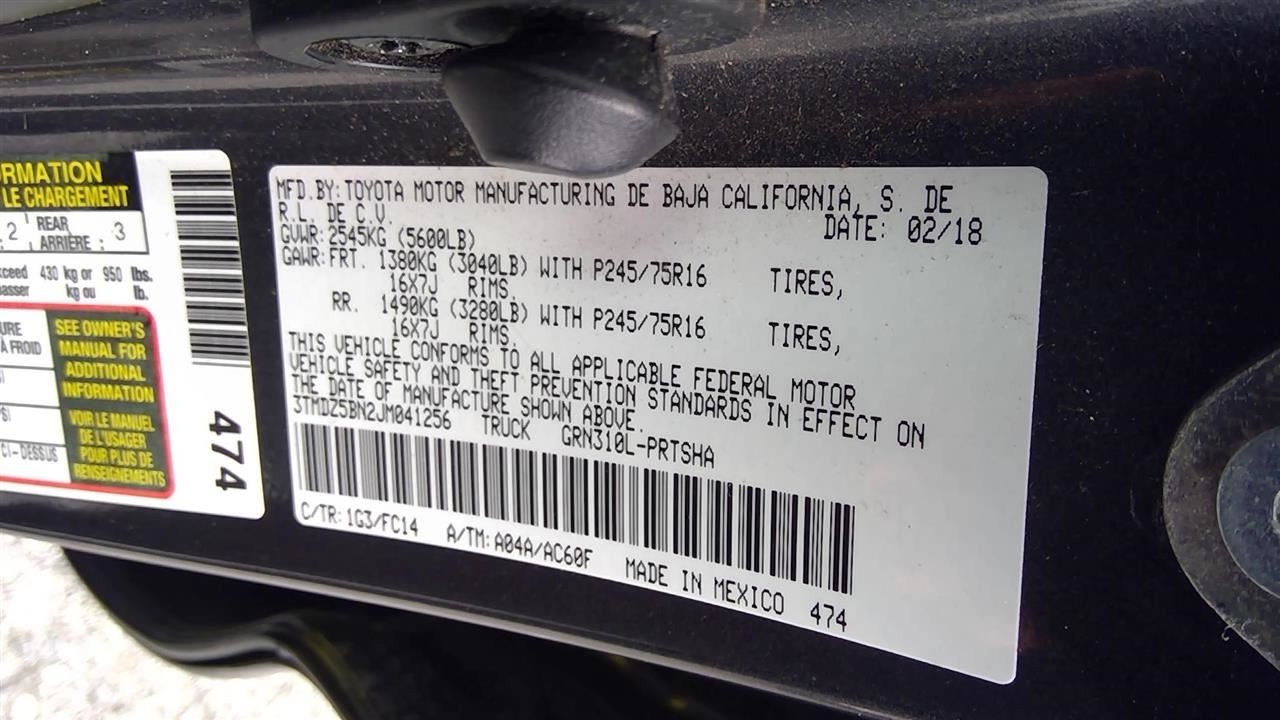 RMATION
LE CHARGEMENT
2 REAR ARRIÈRE : 3
430 kg or 950 lbs.
kg ou lb.
À FROID
SEE OWNER'S
MANUAL FOR
ADDITIONAL
INFORMATION
VOIR LE MANUEL
DE L'USAGER
POUR PLUS DE
RENSEIGNEMENTS
CI-DESSUS
474
MFD.BY:TOYOTA MOTOR MANUFACTURING DE BAJA CALIFORNIA, S. DE
R.L. DE C.V. DATE: 02/18
GVWR:2545KG (5600LB)
GAWR:FRT. 1380KG (3040LB) WITH P245/75R16 TIRES,
16X7J RIMS.
RR. 1490KG (3280LB) WITH P245/75R16 TIRES,
16X7J RIMS.
THIS VEHICLE CONFORMS TO ALL APPLICABLE FEDERAL MOTOR
VEHICLE SAFETY AND THEFT PREVENTION STANDARDS IN EFFECT ON
THE DATE OF MANUFACTURE SHOWN ABOVE.
3TMDZ5BN2JM041256 TRUCK GRN310L-PRTSHA
C/TR:1G3/FC14 A/TM:A04A/AC60F MADE IN MEXICO 474